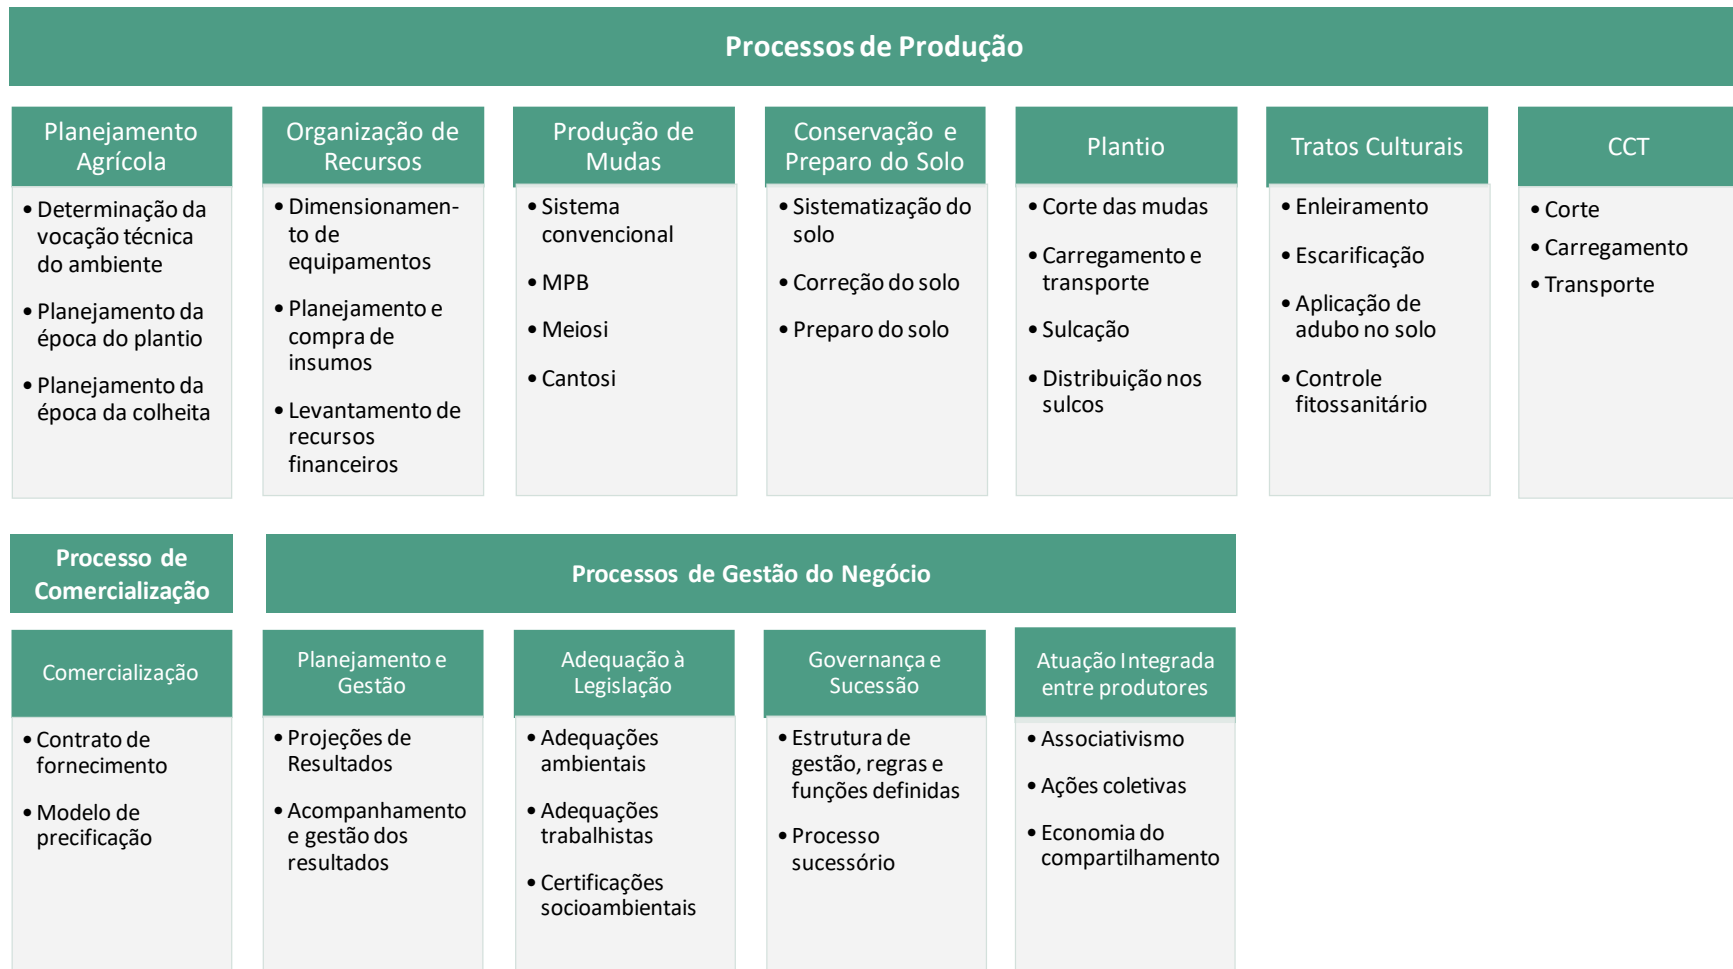 Processos de Produção
Planejamento
Agrícola
• Determinação da
vocação técnica
do ambiente
• Planejamento da
época do plantio
• Planejamento da
época da colheita
Organização de
Recursos
• Dimensionamen-
to de
equipamentos
• Planejamento e
compra de
insumos
• Levantamento de
recursos
financeiros
Produção de
Mudas
• Sistema
convencional
• MPB
• Meiosi
• Cantosi
Conservação e
Preparo do Solo
• Sistematização do
solo
• Correção do solo
• Preparo do solo
Plantio
• Corte das mudas
• Carregamento e
transporte
• Sulcação
• Distribuição nos
sulcos
Tratos Culturais
• Enleiramento
• Escarificação
• Aplicação de
adubo no solo
• Controle
fitossanitário
CCT
• Corte
• Carregamento
• Transporte
Processo de
Comercialização
Comercialização
• Contrato de
fornecimento
• Modelo de
precificação
Processos de Gestão do Negócio
Planejamento e
Gestão
• Projeções de
Resultados
• Acompanhamento
e gestão dos
resultados
Adequação à
Legislação
• Adequações
ambientais
• Adequações
trabalhistas
• Certificações
socioambientais
Governança e
Sucessão
• Estrutura de
gestão, regras e
funções definidas
• Processo
sucessório
Atuação Integrada
entre produtores
• Associativismo
• Ações coletivas
• Economia do
compartilhamento